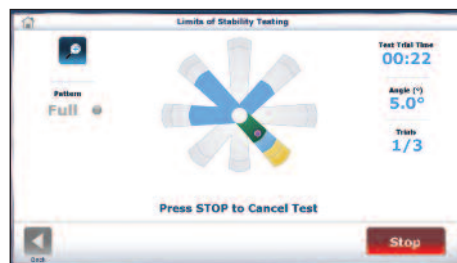 Limits of Stability Testing
Test Trial Time
00:22
Pattern
Full
Angle (°)
5.0°
Trials
1/3
Press STOP to Cancel Test
Back
Stop